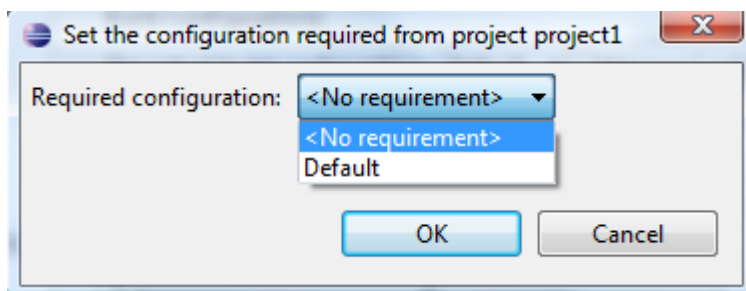 Set the configuration required from project project1
Required configuration: <No requirement>
<No requirement>
Default
OK Cancel